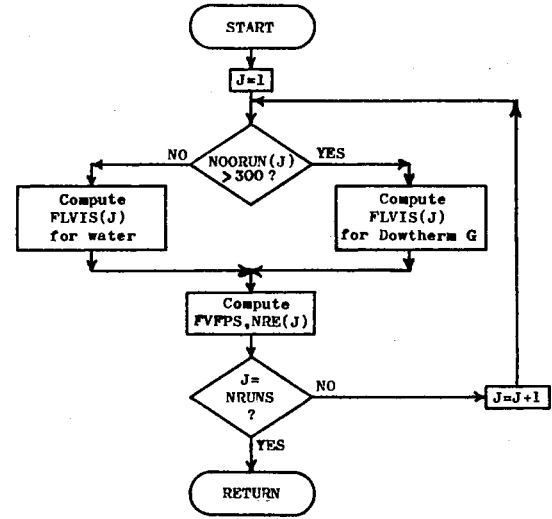 START
J=1
NOORUN(J)
>300?
NO
YES
Compute
FLVIS(J)
for water
Compute
FLVIS(J)
for Dowtherm G
Compute
FVFPS,NRE(J)
J=
NRUNS
?
NO
J=J+1
YES
RETURN